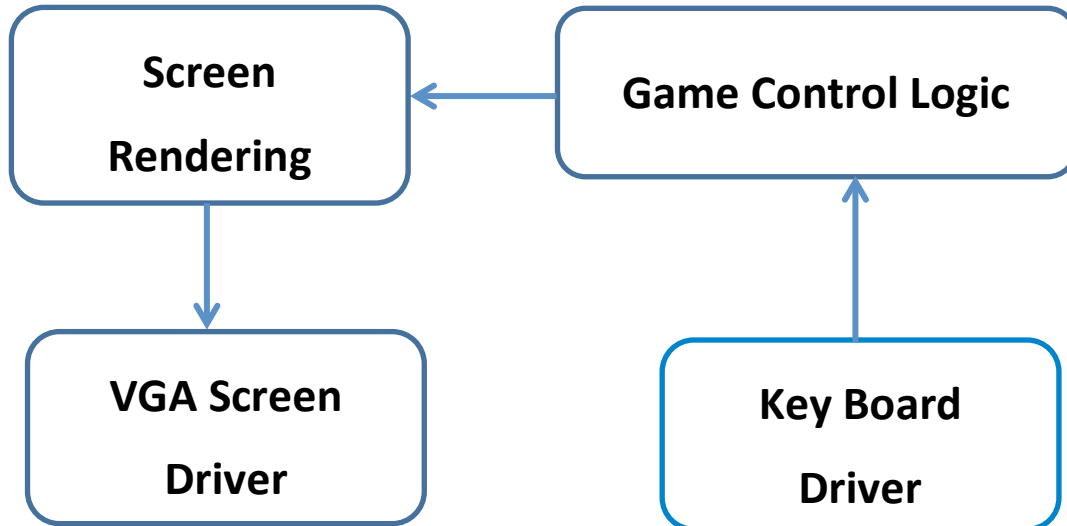 Screen
Rendering
Game Control Logic
VGA Screen
Driver
Key Board
Driver